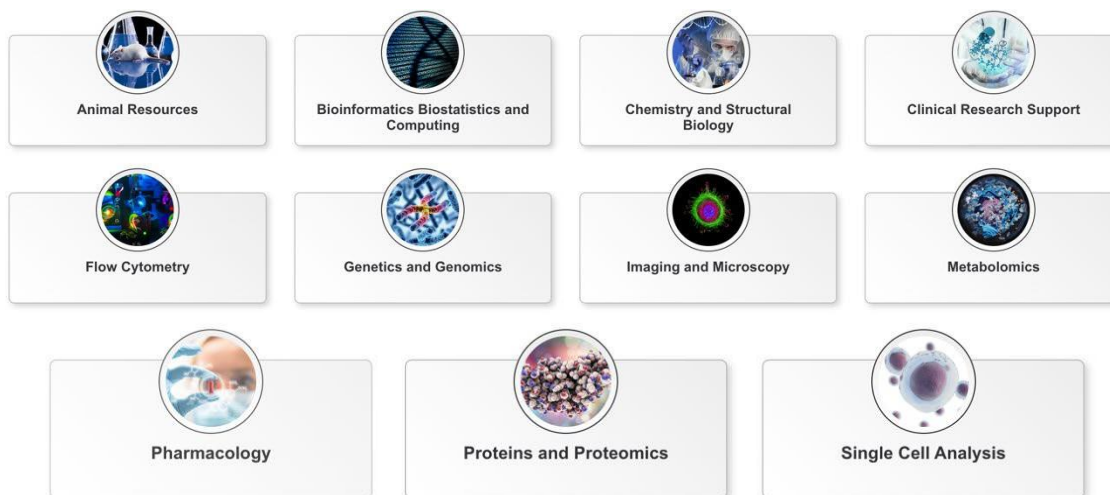 Animal Resources
Bioinformatics Biostatistics and
Computing
Chemistry and Structural
Biology
Clinical Research Support
Flow Cytometry
Genetics and Genomics
Imaging and Microscopy
Metabolomics
Pharmacology
Proteins and Proteomics
Single Cell Analysis